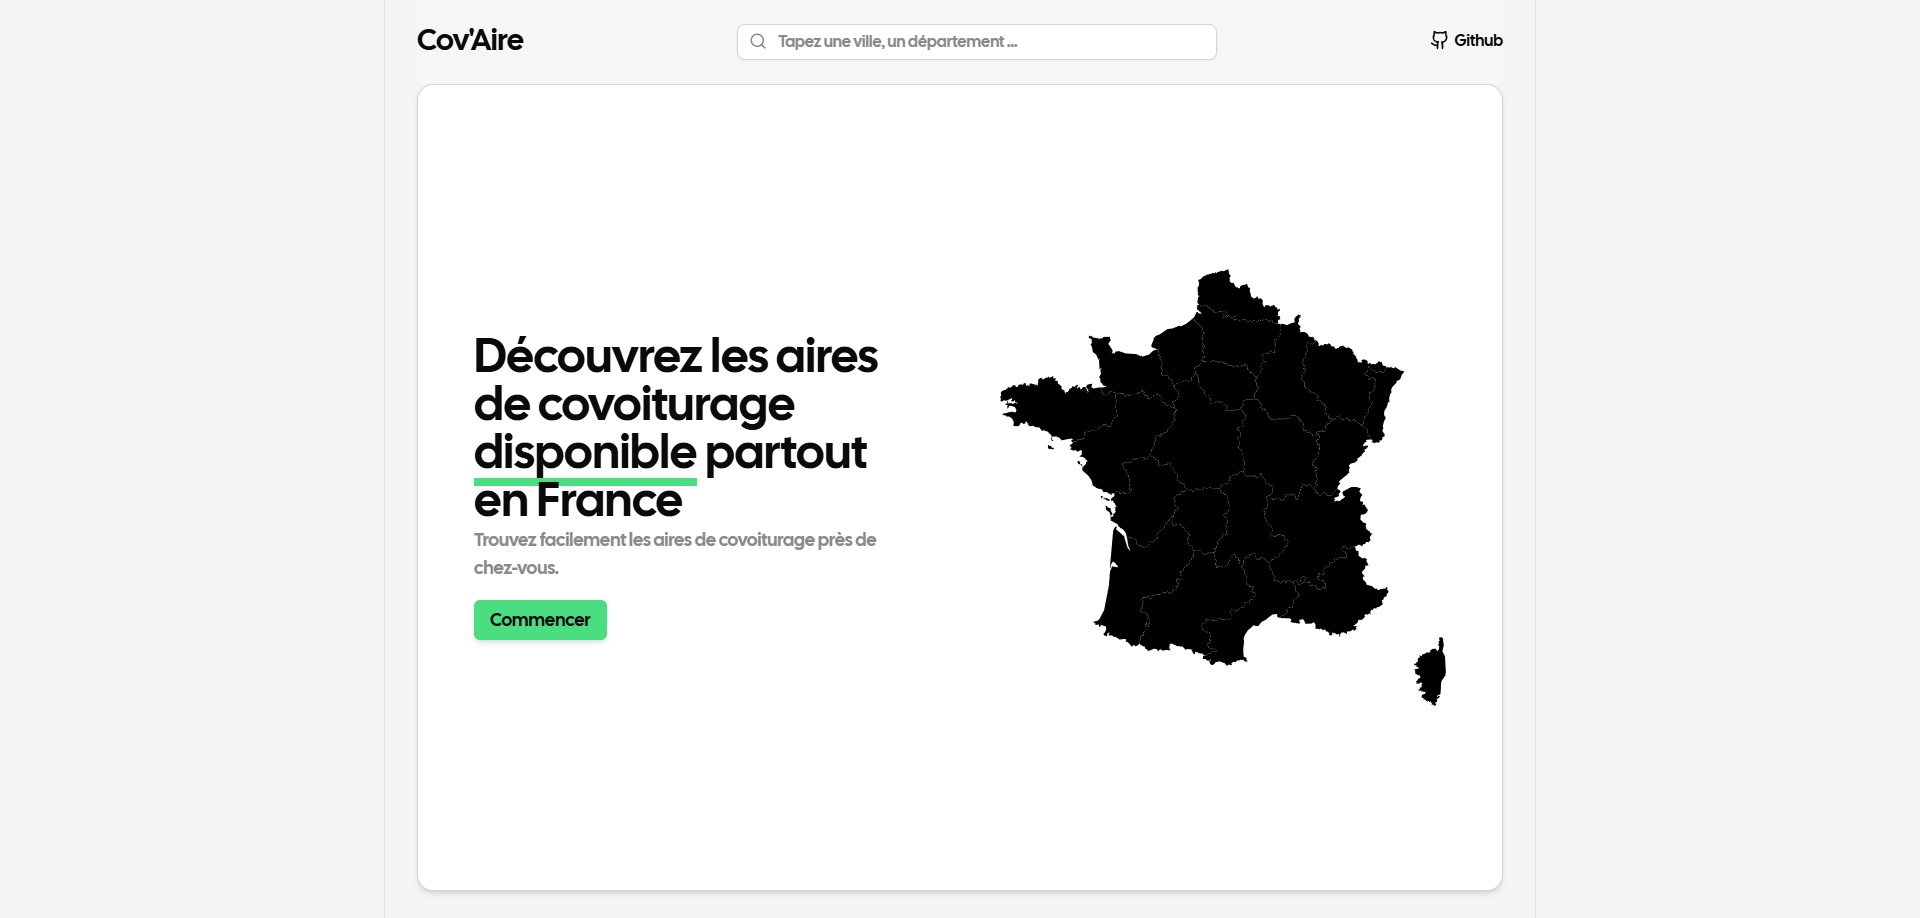 Cov'Aire
Tapez une ville, un département ...
Github
Découvrez les aires
de covoiturage
disponible partout
en France
Trouvez facilement les aires de covoiturage près de
chez-vous.
Commencer